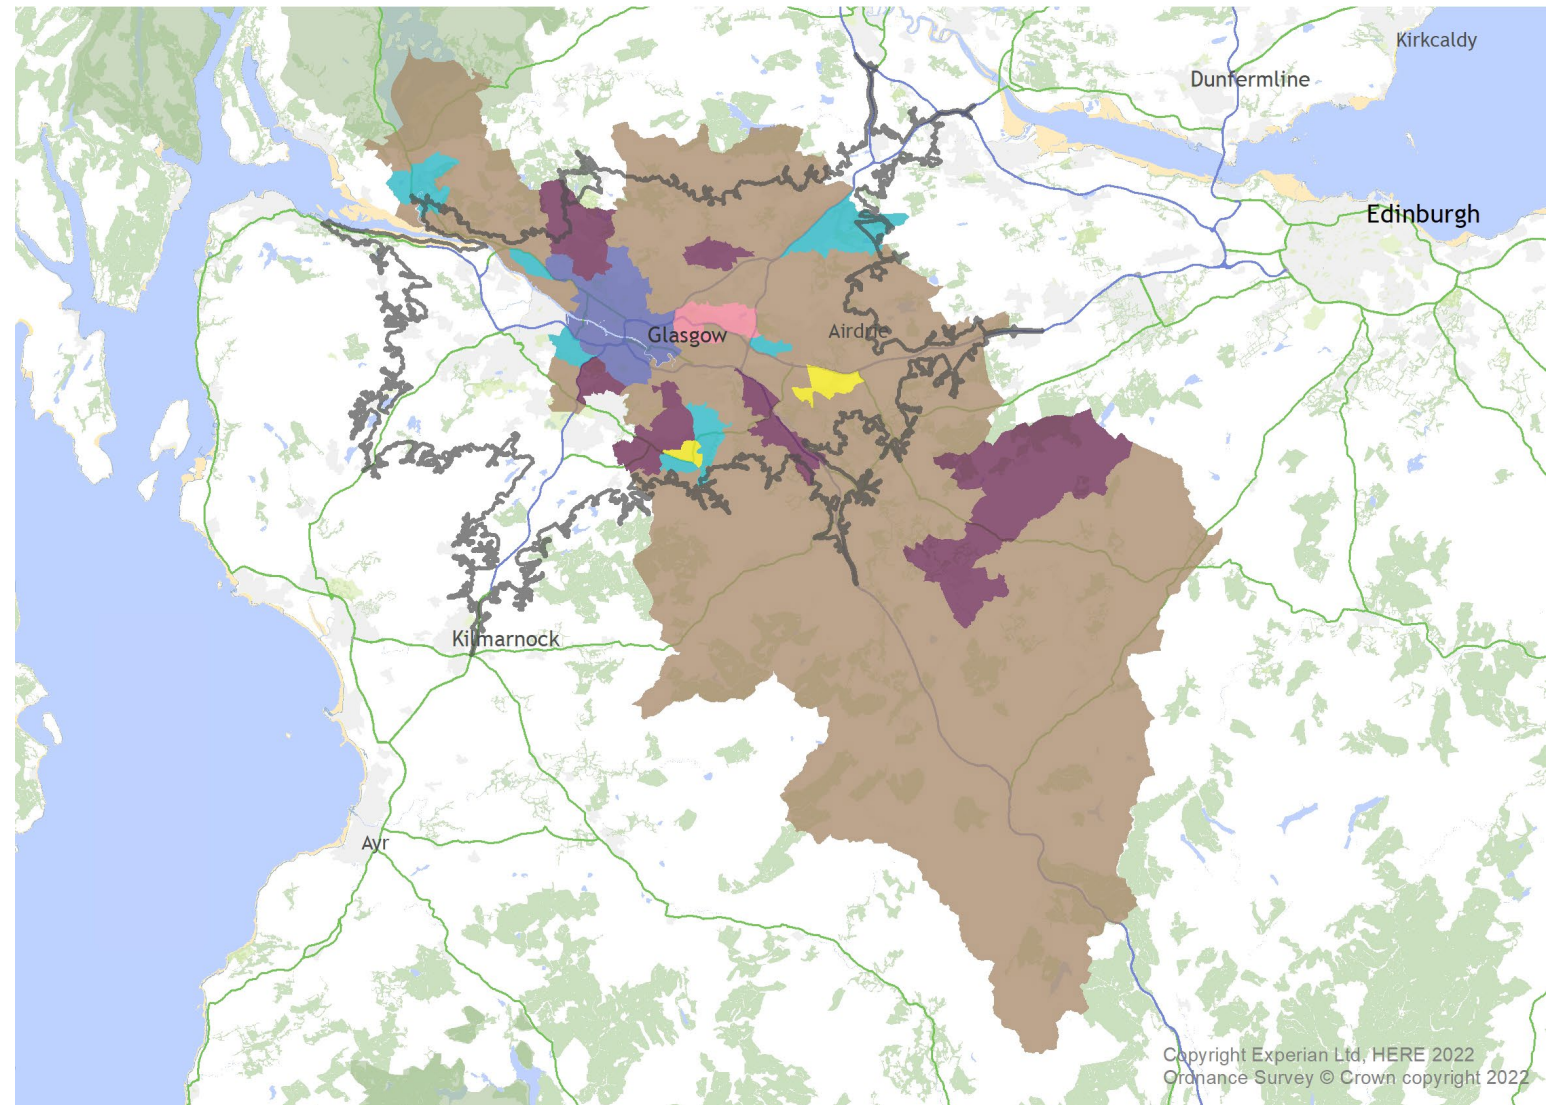 Kirkcaldy
Dunfermline
Edinburgh
Glasgow
Airdrie
Kilmarnock
Ayr
Copyright Experian Ltd, HERE 2022
Ordnance Survey © Crown copyright 2022